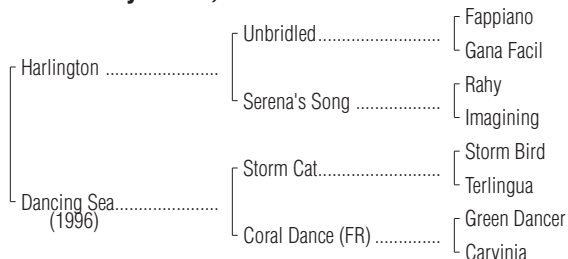 Fappiano
Unbridled
Gana Facil
Harlington
Rahy
Serena's Song
Imagining
Storm Bird
Storm Cat
Terlingua
Dancing Sea
(1996)
Green Dancer
Coral Dance (FR)
Carvinia